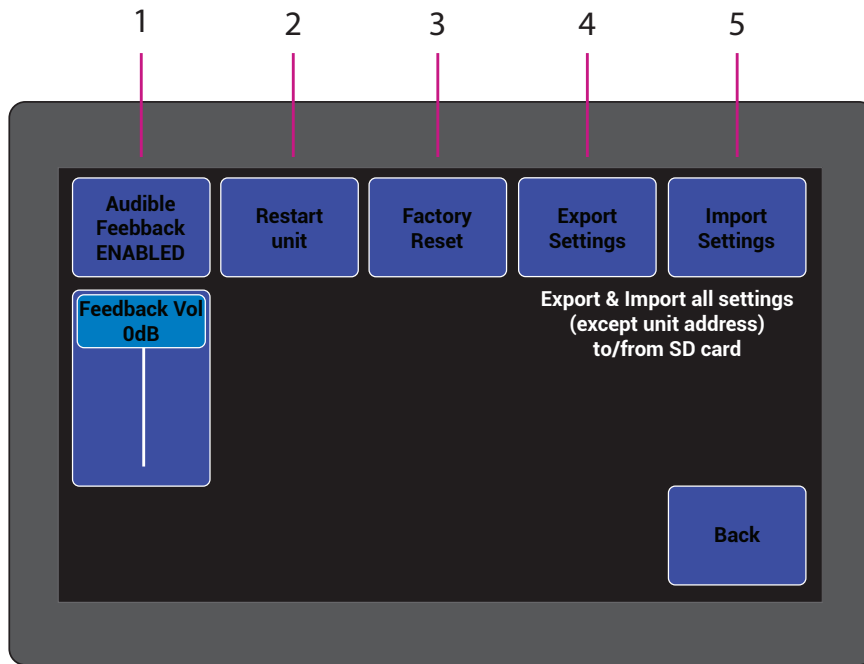 1 2 3 4 5
Audible
Feebback
ENABLED
Restart
unit
Factory
Reset
Export
Settings
Import
Settings
Feedback Vol
0dB
Export & Import all settings
(except unit address)
to/from SD card
Back